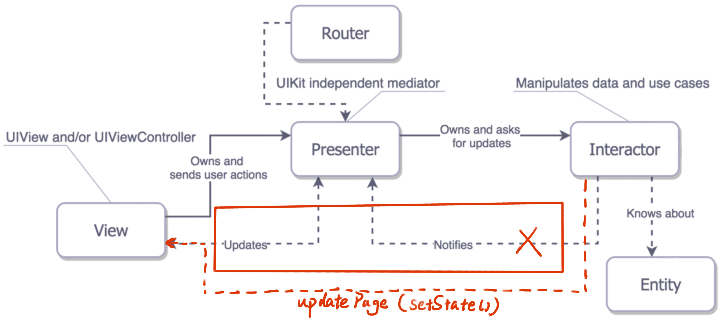 Router
UIKit independent mediator
Manipulates data and use cases
UIView and/or UIViewController
Owns and
sends user actions
Presenter
Owns and asks
for updates
Interactor
View
Updates
Notifies
Knows about
Entity
updatePage (setState())